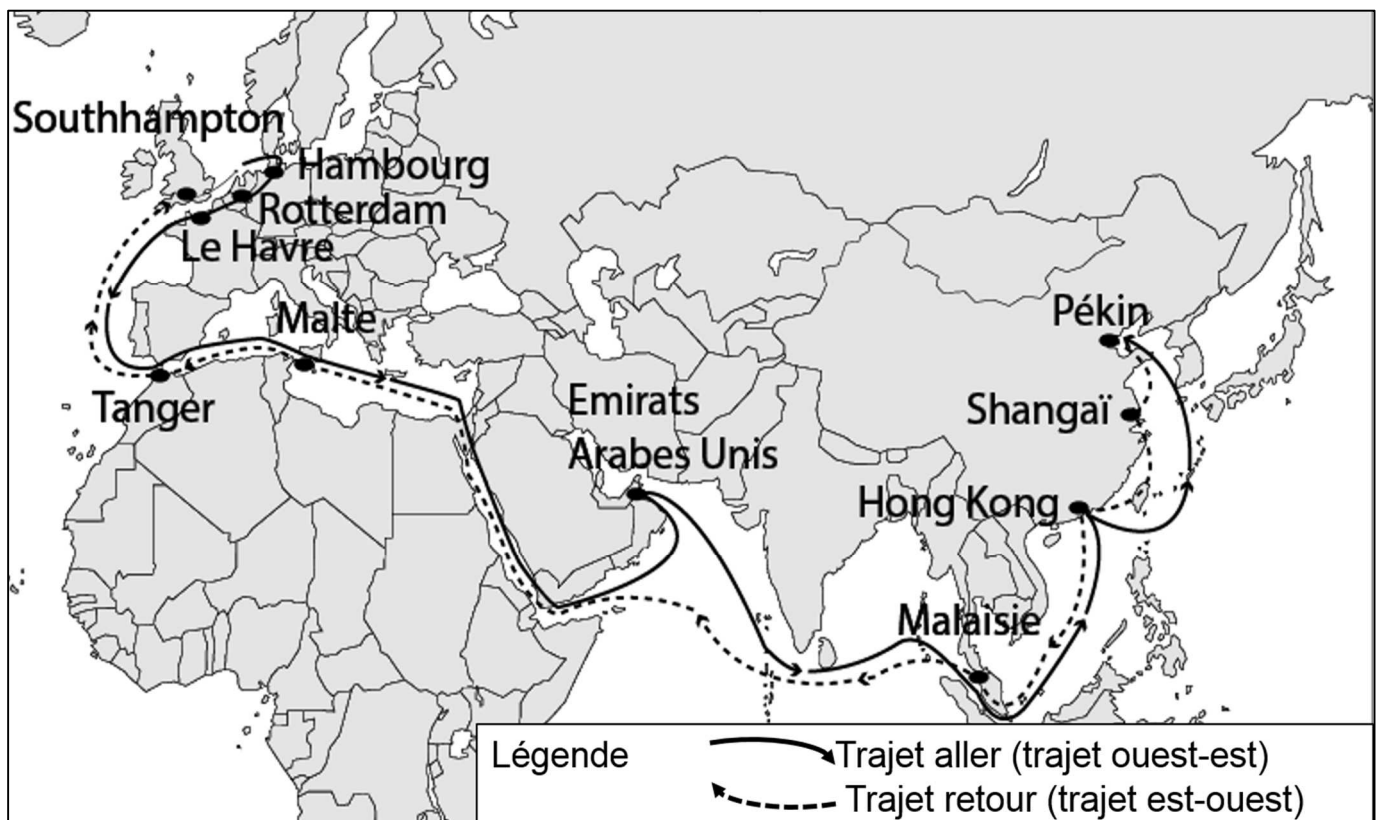 Southhampton
Hambourg
Rotterdam
Le Havre
Malte
Pékin
Tanger
Emirats
Arabes Unis
Shangaï
Hong Kong
Malaisie
Légende
Trajet aller (trajet ouest-est)
Trajet retour (trajet est-ouest)